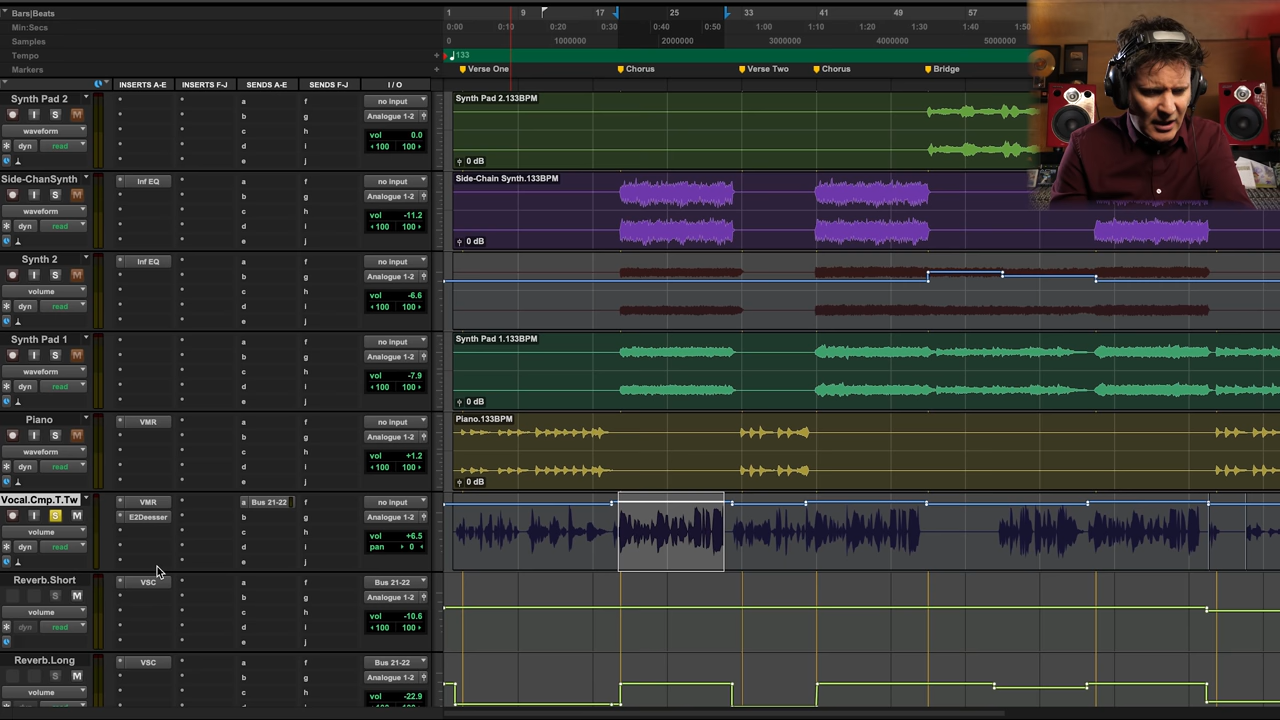 Bars|Beats 1 9 17 25 33 41 49 57
Min:Secs 0:00 0:10 0:20 0:30 0:40 0:50 1:00 1:10 1:20 1:30 1:40 1:50
Samples 0 1000000 2000000 3000000 4000000 5000000
Tempo 133
Markers Verse One Chorus Verse Two Chorus Bridge
INSERTS A-E INSERTS F-J SENDS A-E SENDS F-J I / O
Synth Pad 2 a f no input Synth Pad 2.133BPM
I S M b g Analogue 1-2
waveform c h vol 0.0
dyn read d i 100 100
e j 0 dB
Side-ChanSynth Inf EQ a f no input Side-Chain Synth.133BPM
I S M b g Analogue 1-2
waveform c h vol -11.2
dyn read d i 100 100
e j 0 dB
Synth 2 Inf EQ a f no input
I S M b g Analogue 1-2
volume c h vol -6.6
dyn read d i 100 100
e j
Synth Pad 1 a f no input Synth Pad 1.133BPM
I S M b g Analogue 1-2
waveform c h vol -7.9
dyn read d i 100 100
e j 0 dB
Piano VMR a f no input Piano.133BPM
I S M b g Analogue 1-2
waveform c h vol +1.2
dyn read d i 100 100
e j 0 dB
Vocal.Cmp.T.Tw VMR a Bus 21-22 f no input
I S M E2Deesser b g Analogue 1-2
volume c h vol +6.5
dyn read d i pan 0
e j
Reverb.Short VSC a f Bus 21-22
S M b g Analogue 1-2
volume c h vol -10.6
dyn read d i 100 100
e j
Reverb.Long VSC a f Bus 21-22
S M b g Analogue 1-2
volume c h vol -22.9